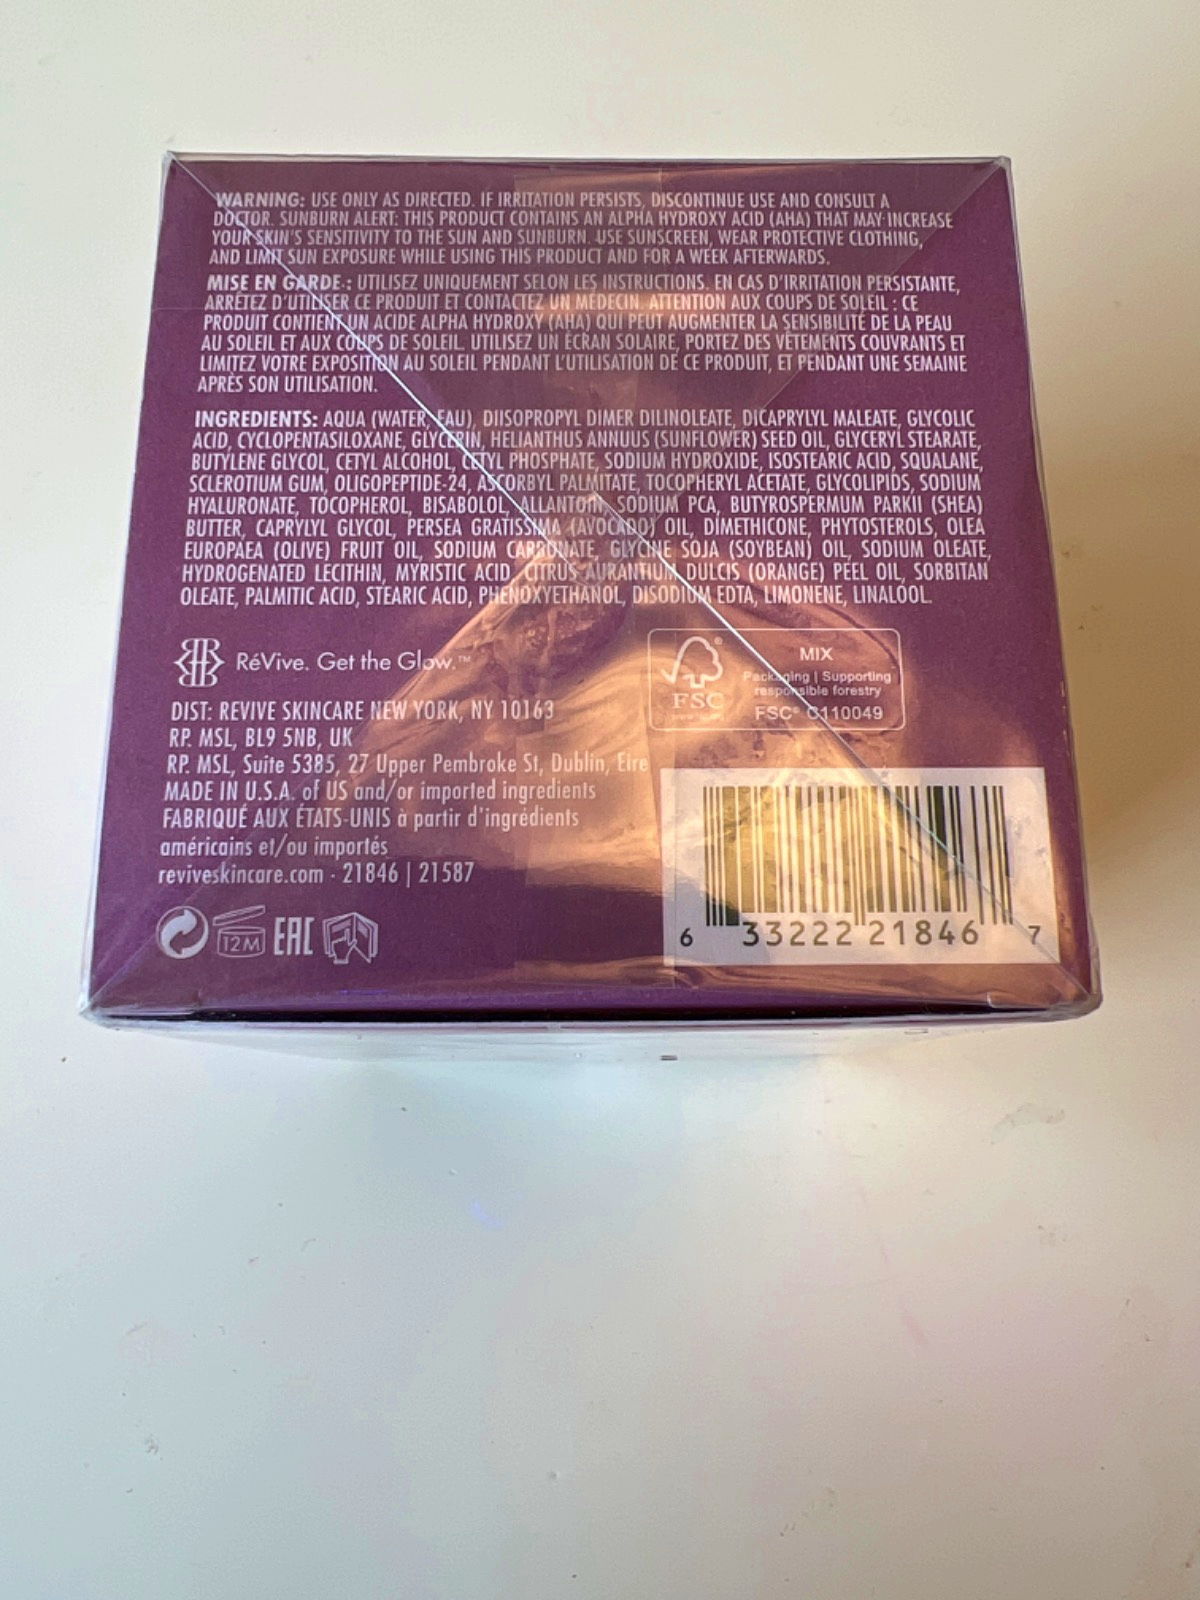 WARNING: USE ONLY AS DIRECTED. IF IRRITATION PERSISTS, DISCONTINUE USE AND CONSULT A
DOCTOR. SUNBURN ALERT: THIS PRODUCT CONTAINS AN ALPHA HYDROXY ACID (AHA) THAT MAY INCREASE
YOUR SKIN'S SENSITIVITY TO THE SUN AND SUNBURN. USE SUNSCREEN, WEAR PROTECTIVE CLOTHING,
AND LIMIT SUN EXPOSURE WHILE USING THIS PRODUCT AND FOR A WEEK AFTERWARDS.
MISE EN GARDE : UTILISEZ UNIQUEMENT SELON LES INSTRUCTIONS. EN CAS D'IRRITATION PERSISTANTE,
ARRÊTEZ D'UTILISER CE PRODUIT ET CONTACTEZ UN MÉDECIN. ATTENTION AUX COUPS DE SOLEIL : CE
PRODUIT CONTIENT UN ACIDE ALPHA HYDROXY (AHA) QUI PEUT AUGMENTER LA SENSIBILITÉ DE LA PEAU
AU SOLEIL ET AUX COUPS DE SOLEIL. UTILISEZ UN ÉCRAN SOLAIRE, PORTEZ DES VÊTEMENTS COUVRANTS ET
LIMITEZ VOTRE EXPOSITION AU SOLEIL PENDANT L'UTILISATION DE CE PRODUIT, ET PENDANT UNE SEMAINE
APRÈS SON UTILISATION.
INGREDIENTS: AQUA (WATER, EAU), DIISOPROPYL DIMER DILINOLEATE, DICAPRYLYL MALEATE, GLYCOLIC
ACID, CYCLOPENTASILOXANE, GLYCERIN, HELIANTHUS ANNUUS (SUNFLOWER) SEED OIL, GLYCERYL STEARATE,
BUTYLENE GLYCOL, CETYL ALCOHOL, CETYL PHOSPHATE, SODIUM HYDROXIDE, ISOSTEARIC ACID, SQUALANE,
SCLEROTIUM GUM, OLIGOPEPTIDE-24, ASCORBYL PALMITATE, TOCOPHERYL ACETATE, GLYCOLIPIDS, SODIUM
HYALURONATE, TOCOPHEROL, BISABOLOL, ALLANTOIN, SODIUM PCA, BUTYROSPERMUM PARKII (SHEA)
BUTTER, CAPRYLYL GLYCOL, PERSEA GRATISSIMA (AVOCADO) OIL, DIMETHICONE, PHYTOSTEROLS, OLEA
EUROPAEA (OLIVE) FRUIT OIL, SODIUM CARBONATE, GLYCINE SOJA (SOYBEAN) OIL, SODIUM OLEATE,
HYDROGENATED LECITHIN, MYRISTIC ACID, CITRUS AURANTIUM DULCIS (ORANGE) PEEL OIL, SORBITAN
OLEATE, PALMITIC ACID, STEARIC ACID, PHENOXYETHANOL, DISODIUM EDTA, LIMONENE, LINALOOL.
RéVive. Get the Glow.™
FSC®
MIX
Packaging | Supporting
responsible forestry
FSC® C110049
DIST: REVIVE SKINCARE NEW YORK, NY 10163
RP. MSL, BL9 5NB, UK
RP. MSL, Suite 5385, 27 Upper Pembroke St, Dublin, Eire
MADE IN U.S.A. of US and/or imported ingredients
FABRIQUÉ AUX ÉTATS-UNIS à partir d'ingrédients
américains et/ou importés
reviveskincare.com · 21846 | 21587
12M EAC
6 33222 21846 7